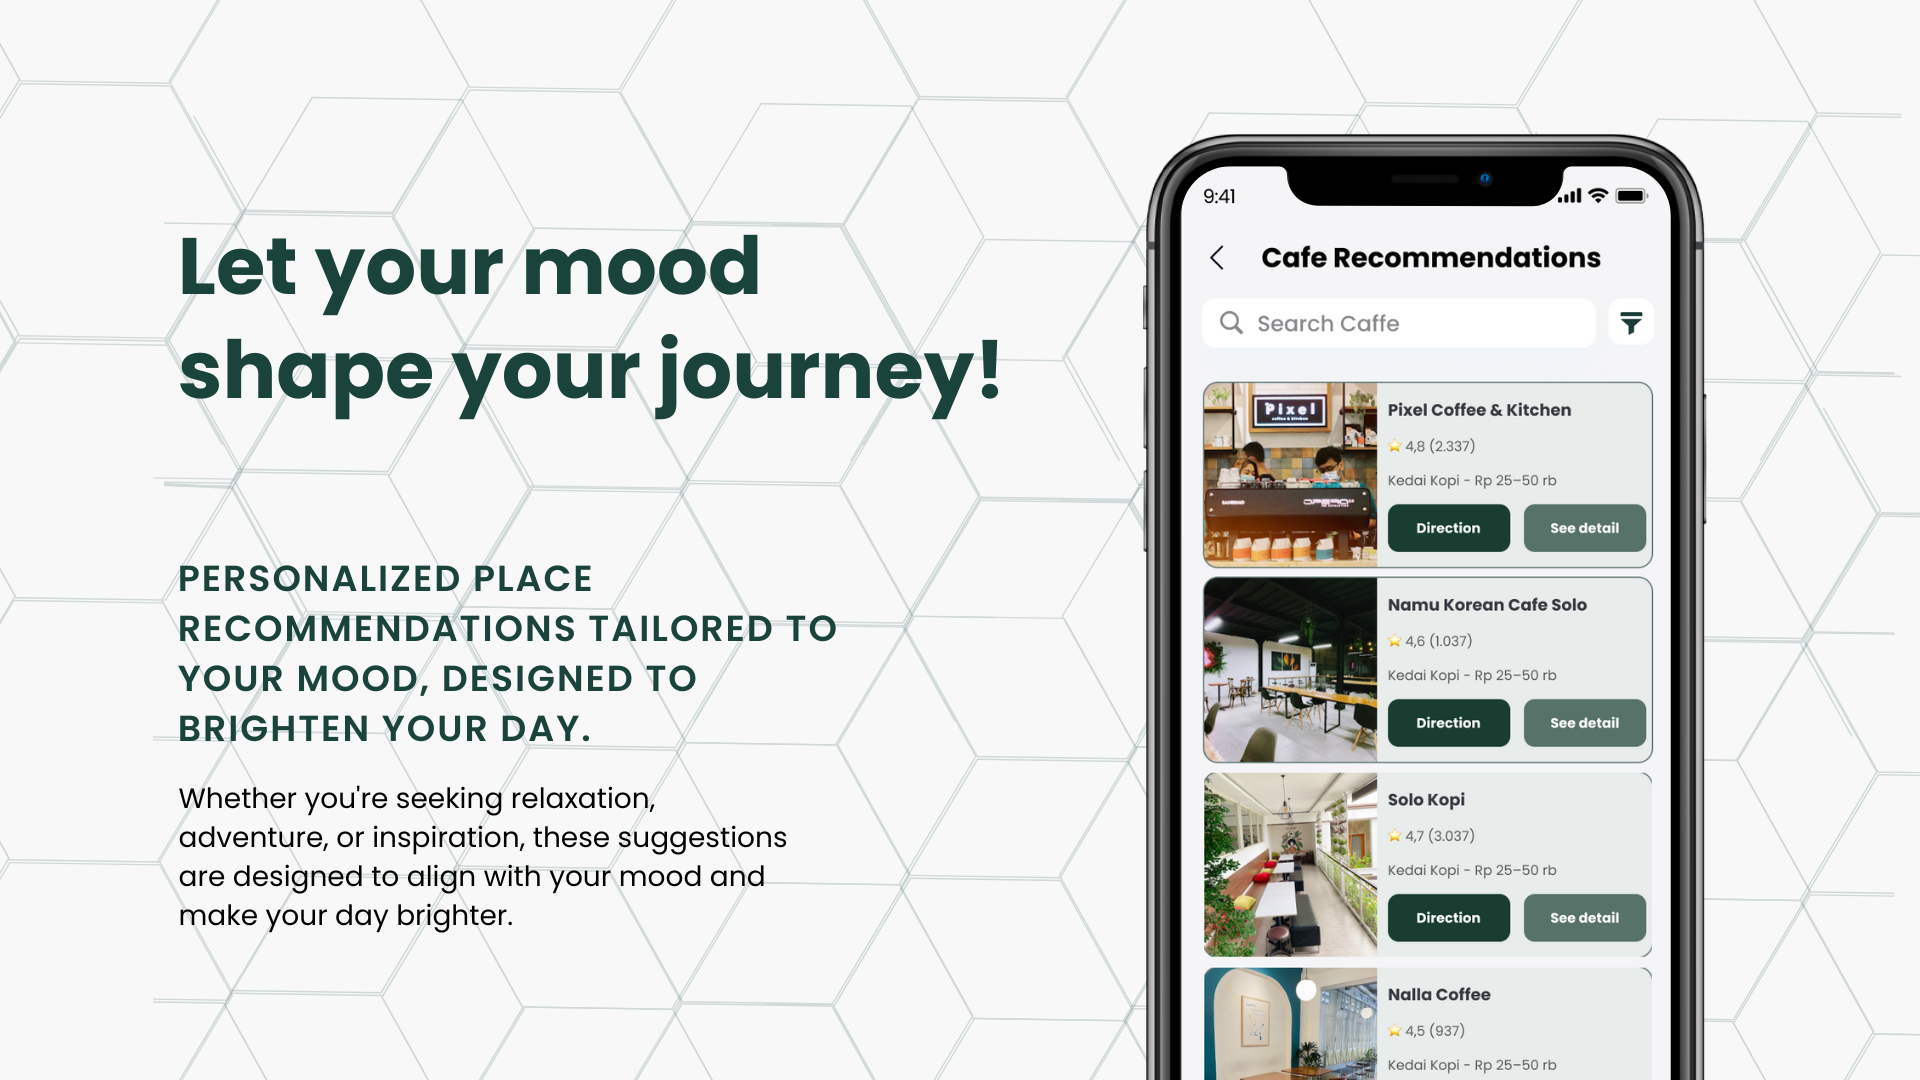 Let your mood
shape your journey!
PERSONALIZED PLACE
RECOMMENDATIONS TAILORED TO
YOUR MOOD, DESIGNED TO
BRIGHTEN YOUR DAY.
Whether you're seeking relaxation,
adventure, or inspiration, these suggestions
are designed to align with your mood and
make your day brighter.
9:41
Cafe Recommendations
Search Caffe
Pixel
coffee & kitchen
Pixel Coffee & Kitchen
4,8 (2.337)
Kedai Kopi - Rp 25–50 rb
Direction
See detail
Namu Korean Cafe Solo
4,6 (1.037)
Kedai Kopi - Rp 25–50 rb
Direction
See detail
Solo Kopi
4,7 (3.037)
Kedai Kopi - Rp 25–50 rb
Direction
See detail
Nalla Coffee
4,5 (937)
Kedai Kopi - Rp 25–50 rb